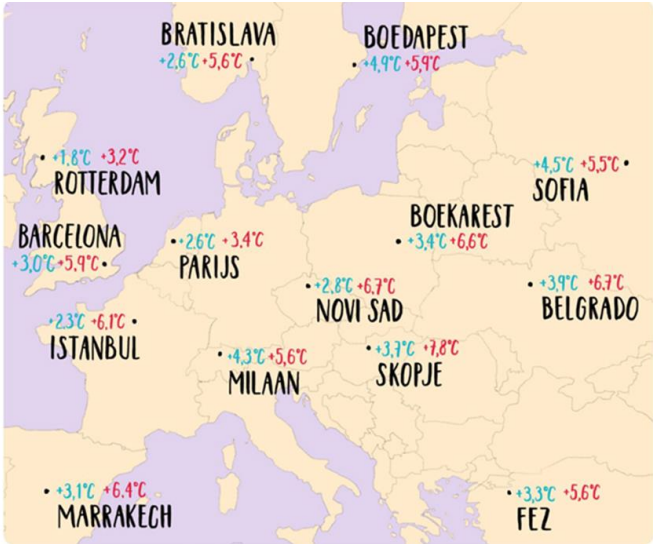 BRATISLAVA
+2,6°C +5,6°C
BOEDAPEST
+4,9°C +5,9°C
+1,8°C +3,2°C
ROTTERDAM
+4,5°C +5,5°C
SOFIA
BARCELONA
+3,0°C +5,9°C
+2,6°C +3,4°C
PARIJS
BOEKAREST
+3,4°C +6,6°C
+2,8°C +6,7°C
NOVI SAD
+3,9°C +6,7°C
BELGRADO
+2,3°C +6,1°C
ISTANBUL
+4,3°C +5,6°C
MILAAN
+3,7°C +7,8°C
SKOPJE
+3,1°C +6,4°C
MARRAKECH
+3,3°C +5,6°C
FEZ